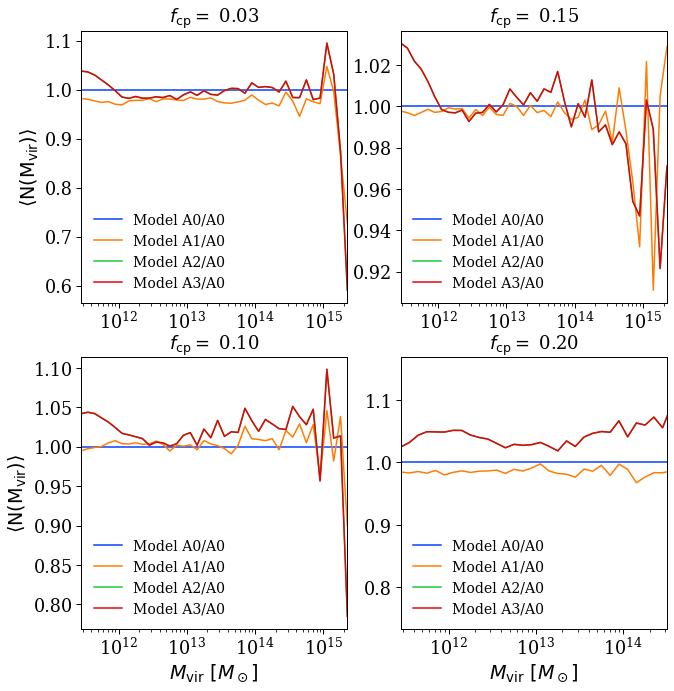 f_cp = 0.03
1.1
1.0
0.9
0.8
0.7
0.6
⟨N(M_vir)⟩
Model A0/A0
Model A1/A0
Model A2/A0
Model A3/A0
10^12
10^13
10^14
10^15
f_cp = 0.15
1.02
1.00
0.98
0.96
0.94
0.92
Model A0/A0
Model A1/A0
Model A2/A0
Model A3/A0
10^12
10^13
10^14
10^15
f_cp = 0.10
1.10
1.05
1.00
0.95
0.90
0.85
0.80
⟨N(M_vir)⟩
Model A0/A0
Model A1/A0
Model A2/A0
Model A3/A0
10^12
10^13
10^14
10^15
M_vir [M_⊙]
f_cp = 0.20
1.1
1.0
0.9
0.8
Model A0/A0
Model A1/A0
Model A2/A0
Model A3/A0
10^12
10^13
10^14
M_vir [M_⊙]